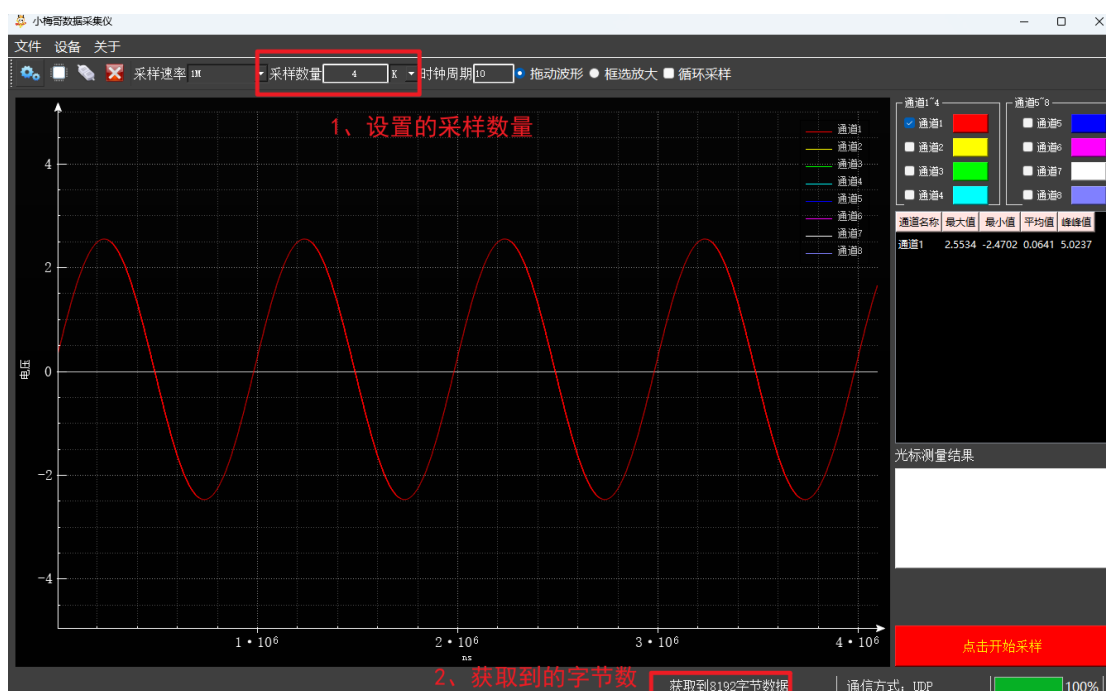 小梅哥数据采集仪
文件 设备 关于
采样速率 1M 采样数量 4 K 时钟周期 10 拖动波形 框选放大 循环采样
1、设置的采样数量
通道1
通道2
通道3
通道4
通道5
通道6
通道7
通道8
4
2
0
-2
-4
电压
1•10⁶ 2•10⁶ 3•10⁶ 4•10⁶
ns
通道1~4 通道5~8
通道1 通道5
通道2 通道6
通道3 通道7
通道4 通道8
通道名称 最大值 最小值 平均值 峰峰值
通道1 2.5534 -2.4702 0.0641 5.0237
光标测量结果
点击开始采样
2、获取到的字节数
获取到8192字节数据 通信方式：UDP 100%